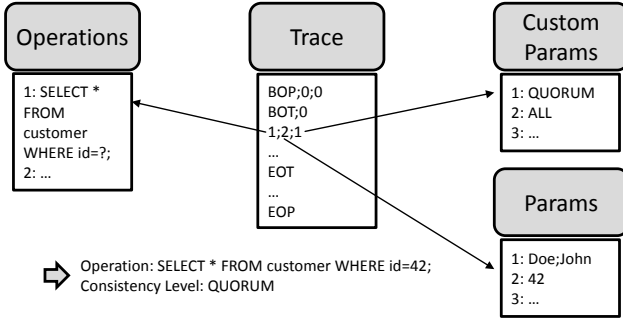 Operations
1: SELECT *
FROM
customer
WHERE id=?;
2: ...
Trace
BOP;0;0
BOT;0
1;2;1
...
EOT
...
EOP
Custom
Params
1: QUORUM
2: ALL
3: ...
Params
1: Doe;John
2: 42
3: ...
Operation: SELECT * FROM customer WHERE id=42;
Consistency Level: QUORUM